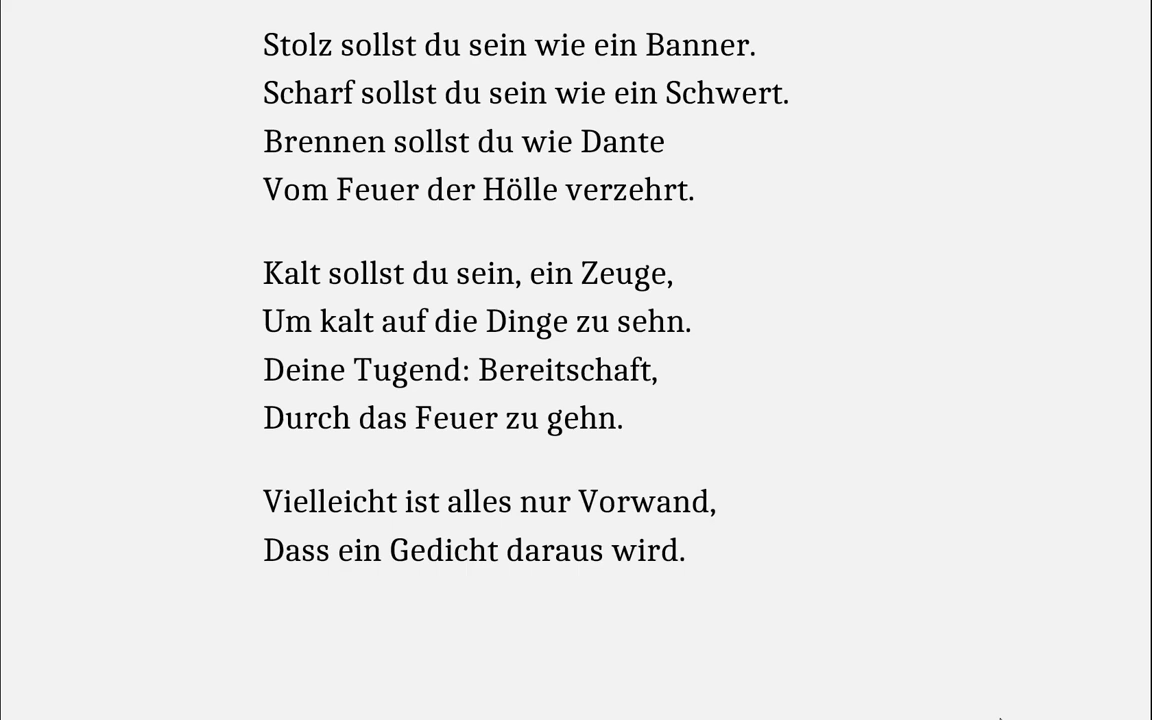 Stolz sollst du sein wie ein Banner.
Scharf sollst du sein wie ein Schwert.
Brennen sollst du wie Dante
Vom Feuer der Hölle verzehrt.
Kalt sollst du sein, ein Zeuge,
Um kalt auf die Dinge zu sehn.
Deine Tugend: Bereitschaft,
Durch das Feuer zu gehn.
Vielleicht ist alles nur Vorwand,
Dass ein Gedicht daraus wird.